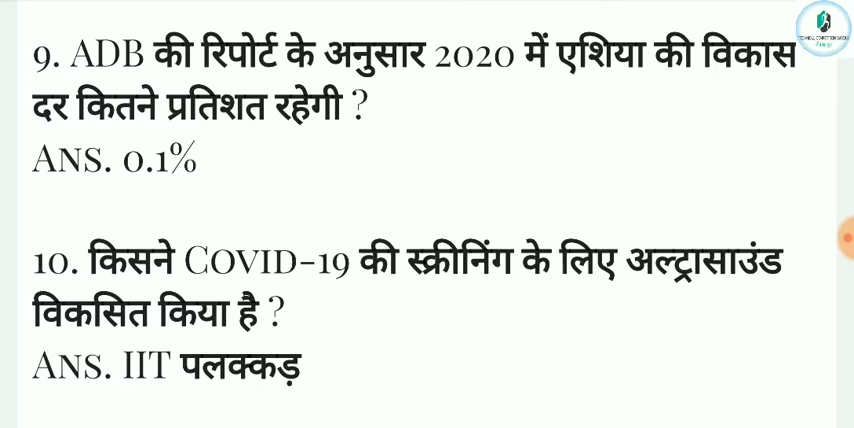 9. ADB की रिपोर्ट के अनुसार 2020 में एशिया की विकास
दर कितने प्रतिशत रहेगी ?
ANS. 0.1%
10. किसने COVID-19 की स्क्रीनिंग के लिए अल्ट्रासाउंड
विकसित किया है ?
ANS. IIT पलक्कड़